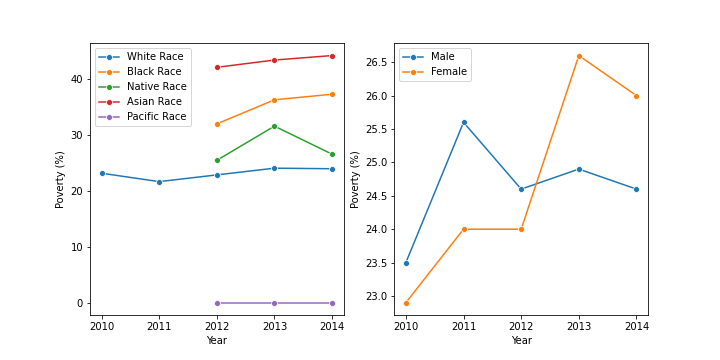 White Race
Black Race
Native Race
Asian Race
Pacific Race
Poverty (%)
40
30
20
10
0
2010 2011 2012 2013 2014
Year
Male
Female
Poverty (%)
26.5
26.0
25.5
25.0
24.5
24.0
23.5
23.0
2010 2011 2012 2013 2014
Year